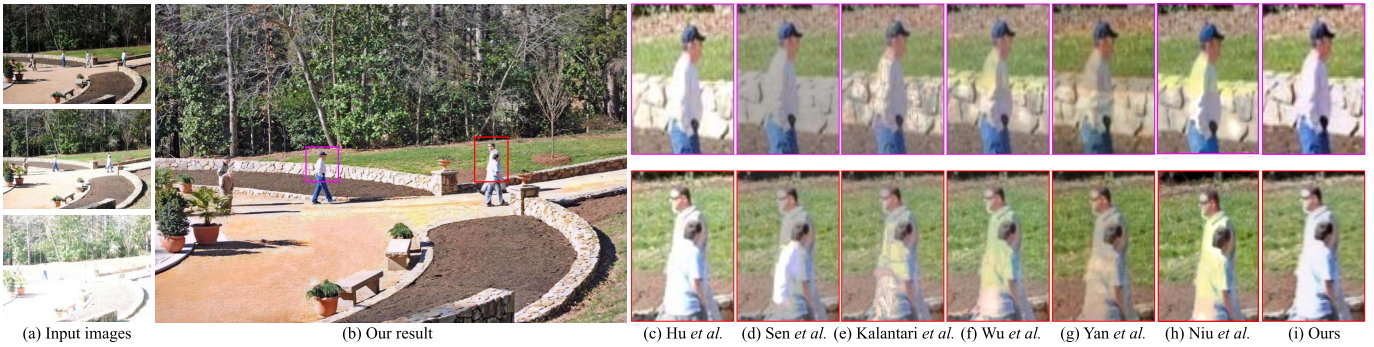 (a) Input images (b) Our result (c) Hu et al. (d) Sen et al. (e) Kalantari et al. (f) Wu et al. (g) Yan et al. (h) Niu et al. (i) Ours